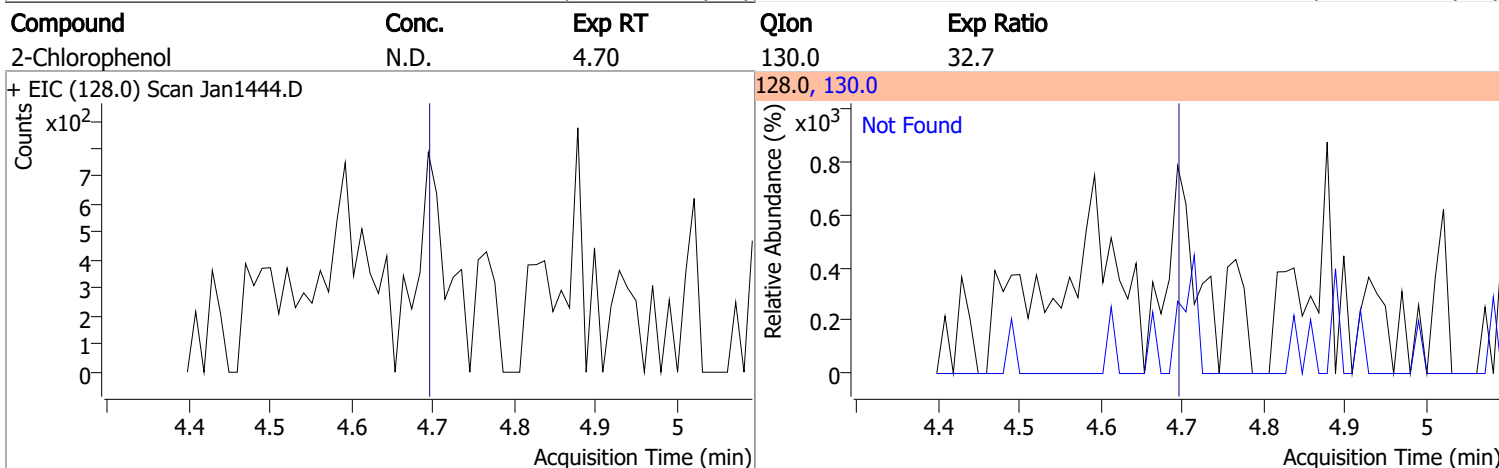 Compound Conc. Exp RT QIon Exp Ratio
2-Chlorophenol N.D. 4.70 130.0 32.7
+ EIC (128.0) Scan Jan1444.D
Counts
x10²
7
6
5
4
3
2
1
0
4.4 4.5 4.6 4.7 4.8 4.9 5
Acquisition Time (min)
128.0, 130.0
Relative Abundance (%)
x10³
Not Found
0.8
0.6
0.4
0.2
0
4.4 4.5 4.6 4.7 4.8 4.9 5
Acquisition Time (min)